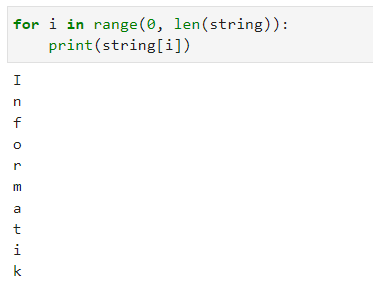 for i in range(0, len(string)):
    print(string[i])
I
n
f
o
r
m
a
t
i
k